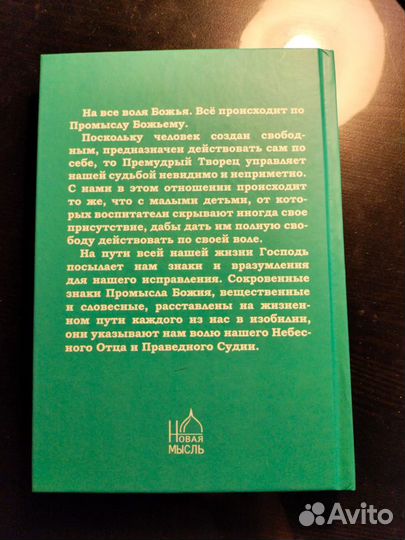 На все воля Божья. Всё происходит по
Промыслу Божьему.
Поскольку человек создан свобод-
ным, предназначен действовать сам по
себе, то Премудрый Творец управляет
нашей судьбой невидимо и неприметно.
С нами в этом отношении происходит
то же, что с малыми детьми, от кото-
рых воспитатели скрывают иногда свое
присутствие, дабы дать им полную сво-
боду действовать по своей воле.
На пути всей нашей жизни Господь
посылает нам знаки и вразумления
для нашего исправления. Сокровенные
знаки Промысла Божия, вещественные
и словесные, расставлены на жизнен-
ном пути каждого из нас в изобилии,
они указывают нам волю нашего Небес-
ного Отца и Праведного Судии.
Новая
мысль
Avito